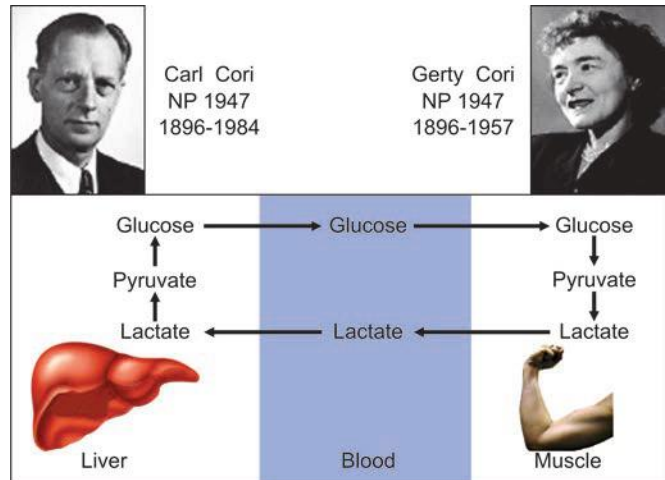 Carl Cori
NP 1947
1896-1984
Gerty Cori
NP 1947
1896-1957
Glucose
Glucose
Glucose
Pyruvate
Pyruvate
Lactate
Lactate
Lactate
Liver
Blood
Muscle